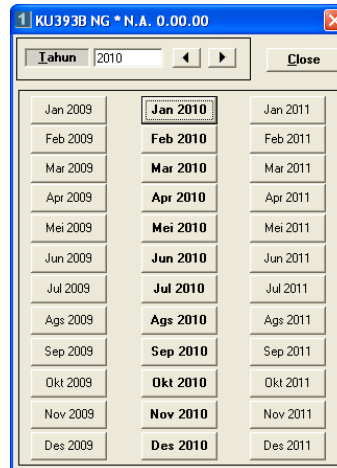 1 KU393B NG * N.A. 0.00.00
Tahun 2010 Close
Jan 2009 Jan 2010 Jan 2011
Feb 2009 Feb 2010 Feb 2011
Mar 2009 Mar 2010 Mar 2011
Apr 2009 Apr 2010 Apr 2011
Mei 2009 Mei 2010 Mei 2011
Jun 2009 Jun 2010 Jun 2011
Jul 2009 Jul 2010 Jul 2011
Ags 2009 Ags 2010 Ags 2011
Sep 2009 Sep 2010 Sep 2011
Okt 2009 Okt 2010 Okt 2011
Nov 2009 Nov 2010 Nov 2011
Des 2009 Des 2010 Des 2011